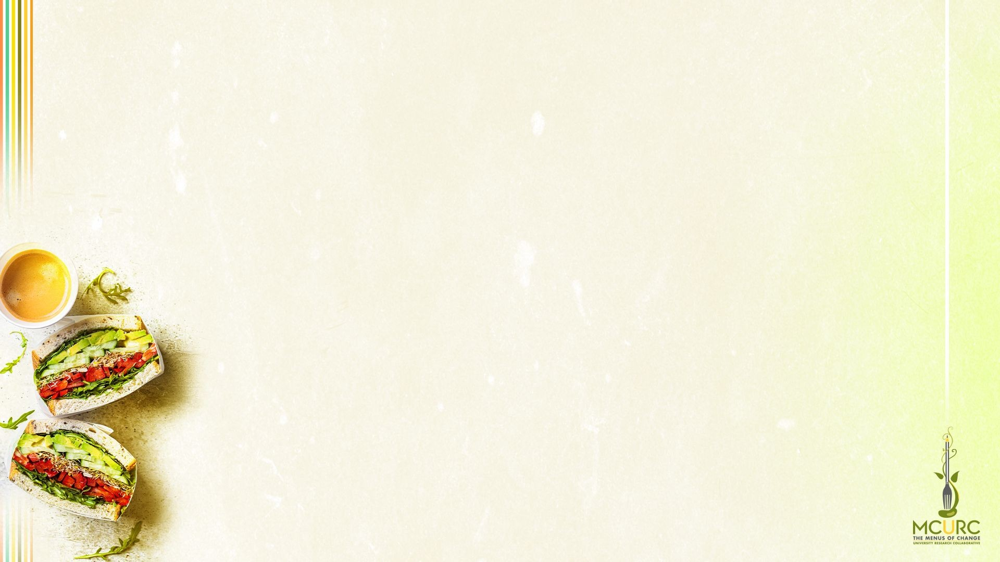 MCURC
THE MENUS OF CHANGE
UNIVERSITY RESEARCH COLLABORATIVE